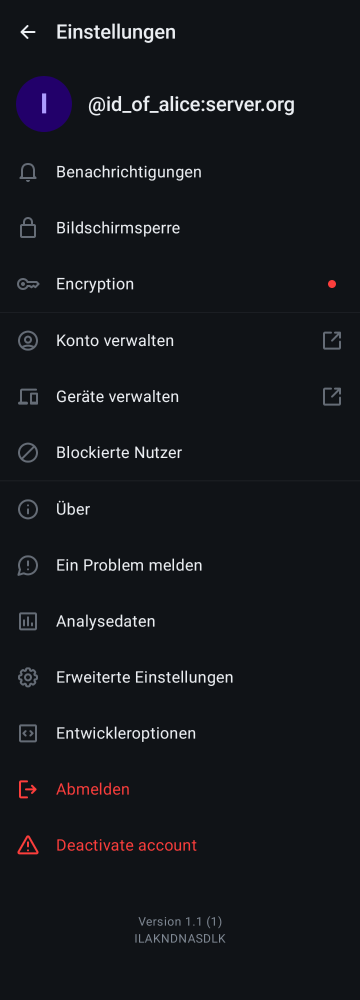 Einstellungen
I
@id_of_alice:server.org
Benachrichtigungen
Bildschirmsperre
Encryption
Konto verwalten
Geräte verwalten
Blockierte Nutzer
Über
Ein Problem melden
Analysedaten
Erweiterte Einstellungen
Entwickleroptionen
Abmelden
Deactivate account
Version 1.1 (1)
ILAKNDNASDLK